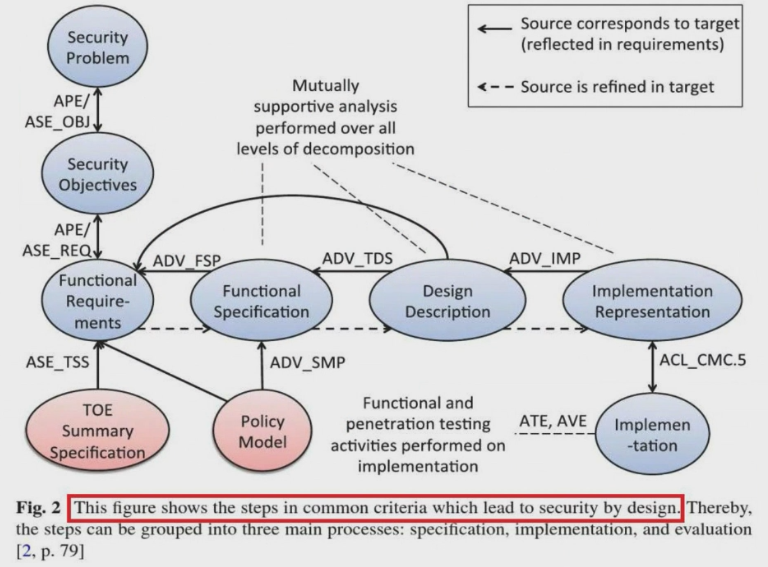 Security
Problem
APE/
ASE_OBJ
Security
Objectives
APE/
ASE_REQ
Source corresponds to target
(reflected in requirements)
Source is refined in target
Mutually
supportive analysis
performed over all
levels of decomposition
ADV_FSP
ADV_TDS
ADV_IMP
Functional
Require-
ments
Functional
Specification
Design
Description
Implementation
Representation
ASE_TSS
ADV_SMP
ACL_CMC.5
TOE
Summary
Specification
Policy
Model
Functional and
penetration testing
activities performed on
implementation
ATE, AVE
Implemen
-tation
Fig. 2 This figure shows the steps in common criteria which lead to security by design. Thereby,
the steps can be grouped into three main processes: specification, implementation, and evaluation
[2, p. 79]